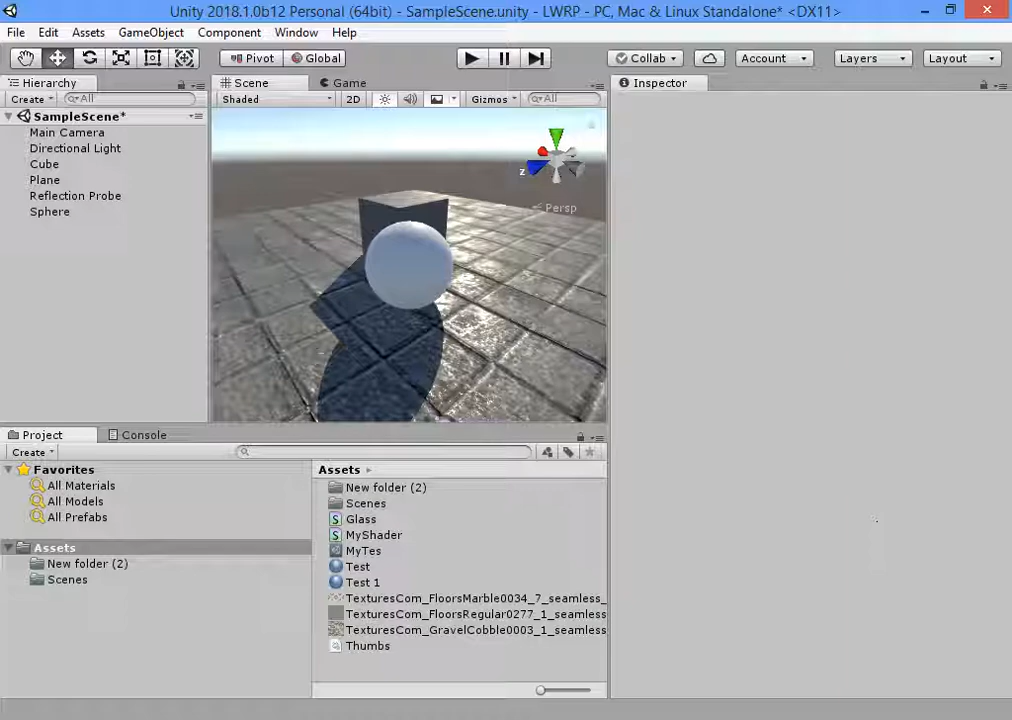 Unity 2018.1.0b12 Personal (64bit) - SampleScene.unity - LWRP - PC, Mac & Linux Standalone* <DX11>
File Edit Assets GameObject Component Window Help
Pivot Global Collab Account Layers Layout
Hierarchy Scene Game Inspector
Create All Shaded 2D Gizmos All
SampleScene*
Main Camera
Directional Light
Cube
Plane
Reflection Probe
Sphere
z
Persp
Project Console
Create
Favorites
All Materials
All Models
All Prefabs
Assets
New folder (2)
Scenes
Assets
New folder (2)
Scenes
Glass
MyShader
MyTes
Test
Test 1
TexturesCom_FloorsMarble0034_7_seamless_
TexturesCom_FloorsRegular0277_1_seamless
TexturesCom_GravelCobble0003_1_seamless
Thumbs